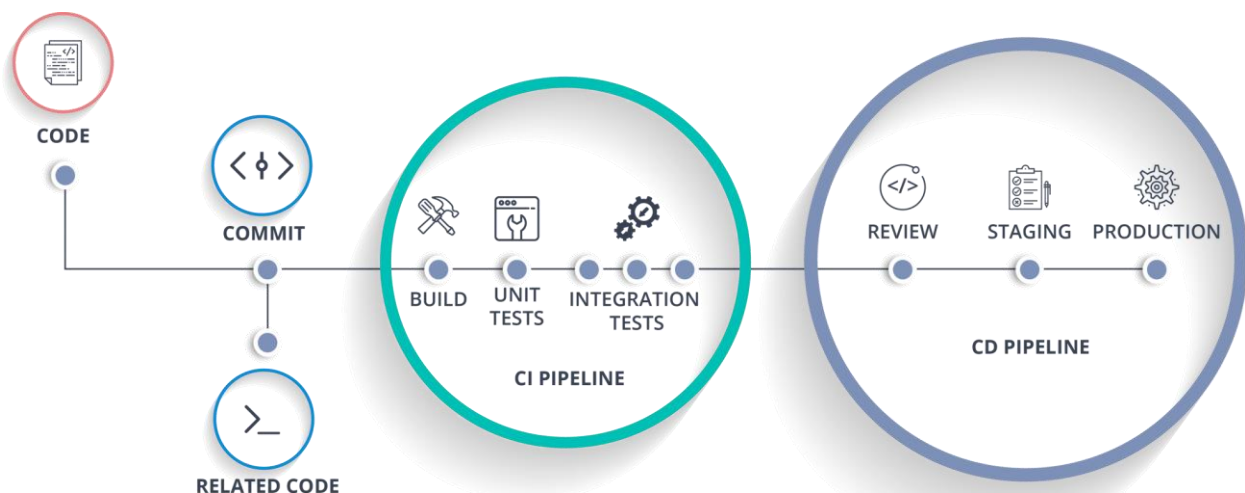 CODE
COMMIT
RELATED CODE
BUILD
UNIT
TESTS
INTEGRATION
TESTS
CI PIPELINE
REVIEW
STAGING
PRODUCTION
CD PIPELINE